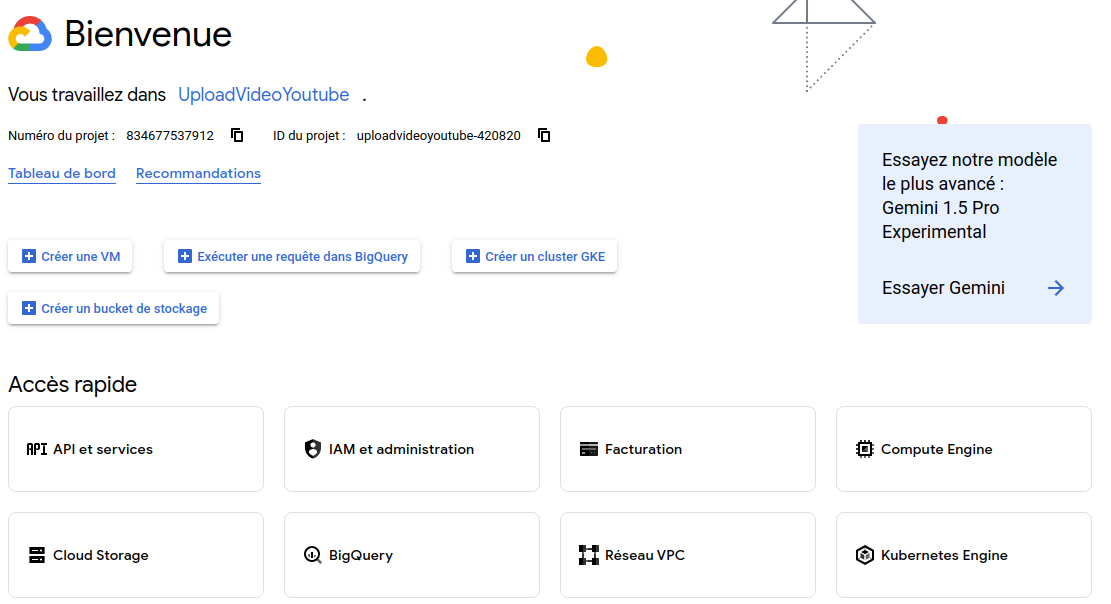 Bienvenue
Vous travaillez dans UploadVideoYoutube .
Numéro du projet : 834677537912 ID du projet : uploadvideoyoutube-420820
Tableau de bord Recommandations
Essayez notre modèle
le plus avancé :
Gemini 1.5 Pro
Experimental
Essayer Gemini
Créer une VM Exécuter une requête dans BigQuery Créer un cluster GKE
Créer un bucket de stockage
Accès rapide
API API et services IAM et administration Facturation Compute Engine
Cloud Storage BigQuery Réseau VPC Kubernetes Engine